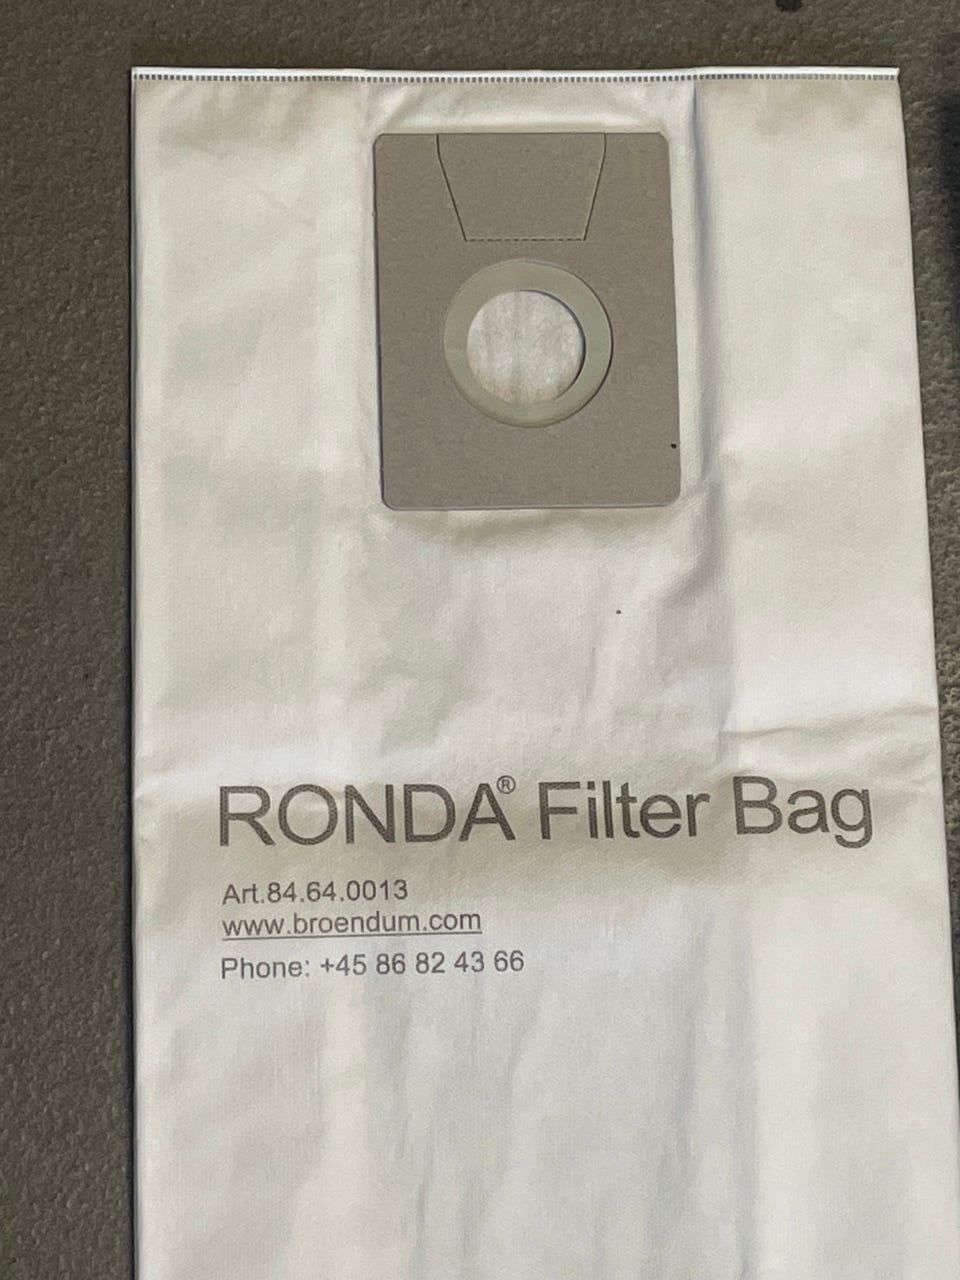 RONDA® Filter Bag
Art.84.64.0013
www.broendum.com
Phone: +45 86 82 43 66